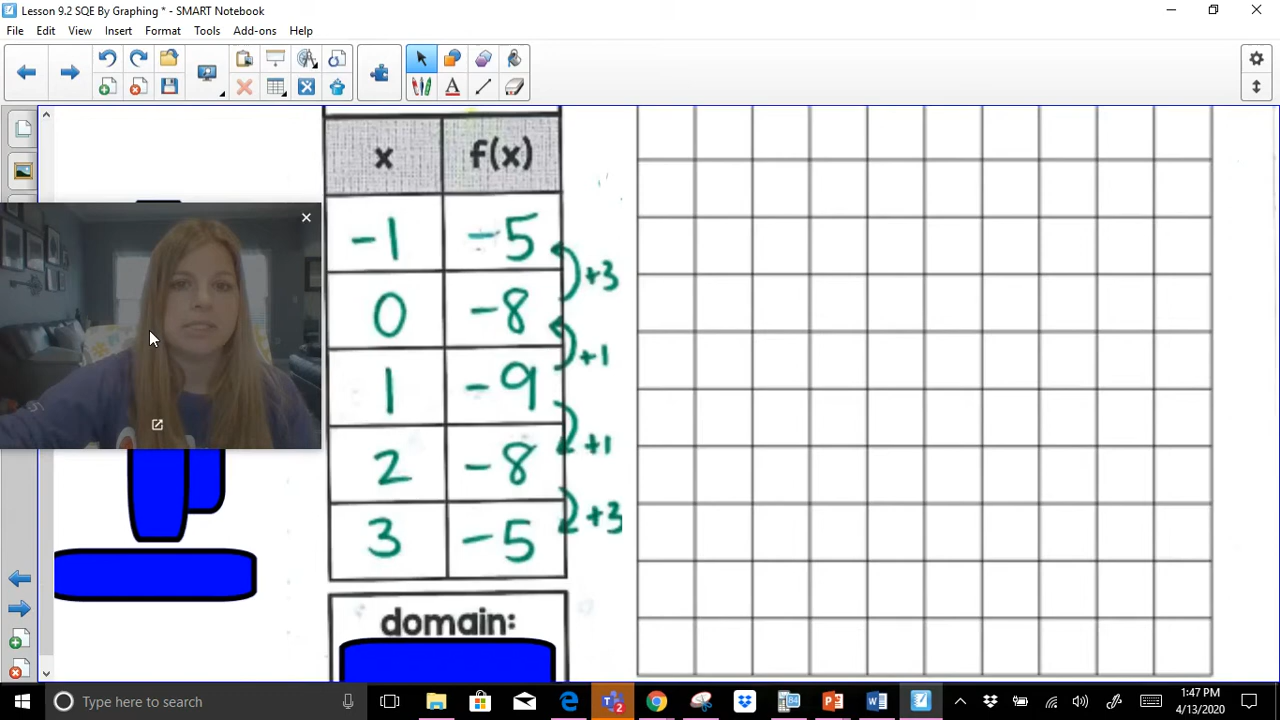 Lesson 9.2 SQE By Graphing * - SMART Notebook
File Edit View Insert Format Tools Add-ons Help
x f(x)
-1 -5
+3
0 -8
+1
1 -9
+1
2 -8
+3
3 -5
domain:
Type here to search
2
1:47 PM
4/13/2020